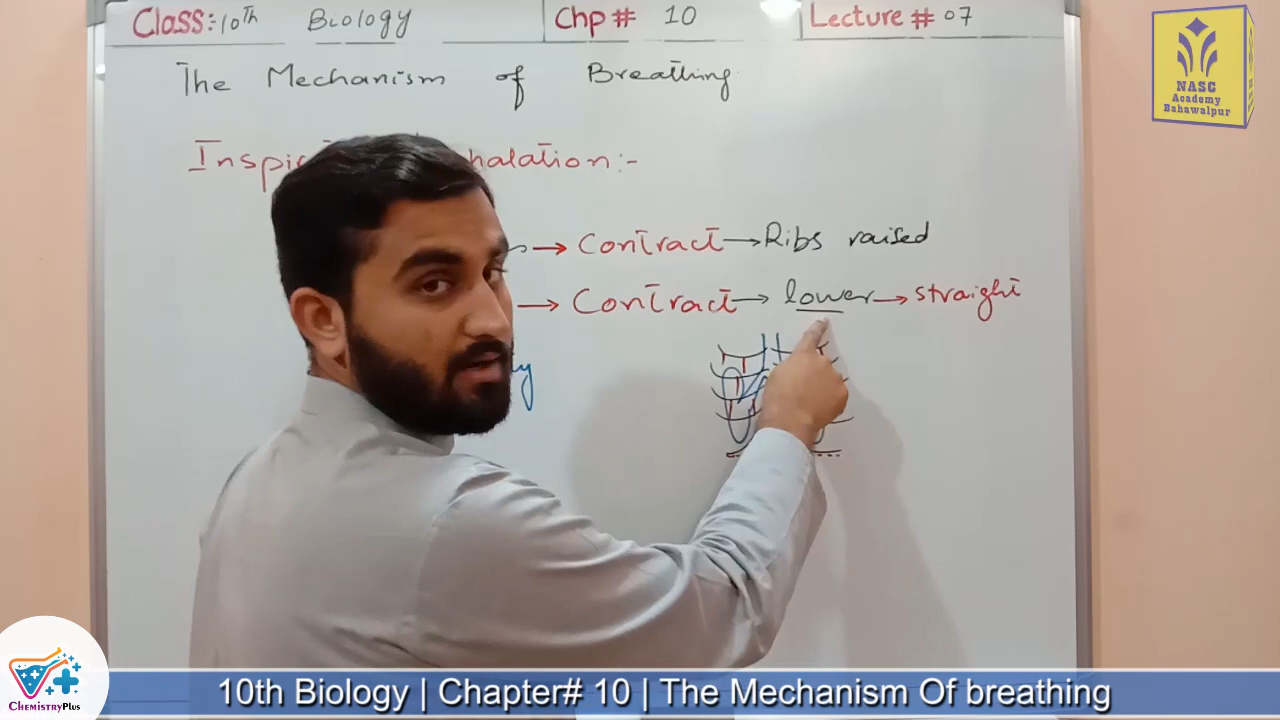 Class:- 10th Biology Chp# 10 Lecture # 07
NASC
Academy
Bahawalpur
The Mechanism of Breathing
halation:-
→ Contract → Ribs raised
→ Contract → lower → straight
ChemistryPlus
10th Biology | Chapter# 10 | The Mechanism Of breathing